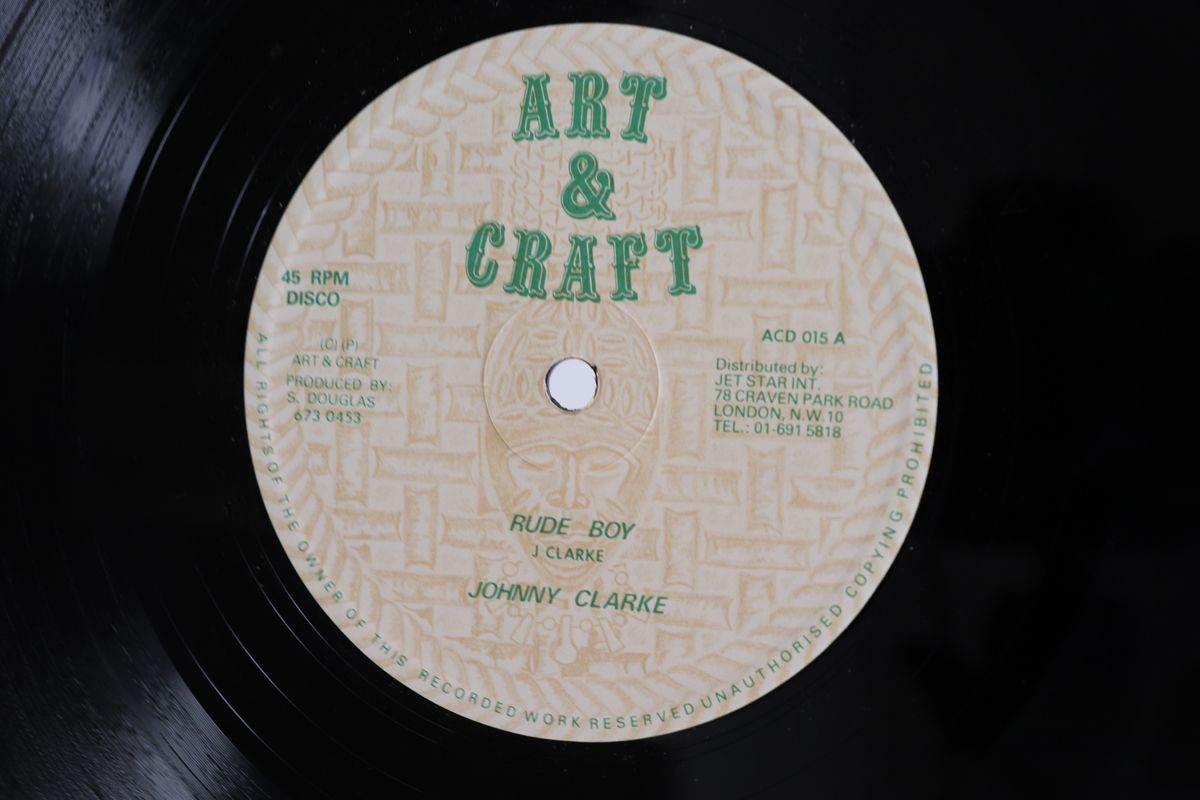 ART
&
CRAFT
45 RPM
DISCO
(C) (P)
ART & CRAFT
PRODUCED BY:
S. DOUGLAS
673 0453
ACD 015 A
Distributed by:
JET STAR INT.
78 CRAVEN PARK ROAD
LONDON, N.W.10
TEL.: 01-691 5818
RUDE BOY
J CLARKE
JOHNNY CLARKE
ALL RIGHTS OF THE OWNER OF THIS RECORDED WORK RESERVED UNAUTHORISED COPYING PROHIBITED